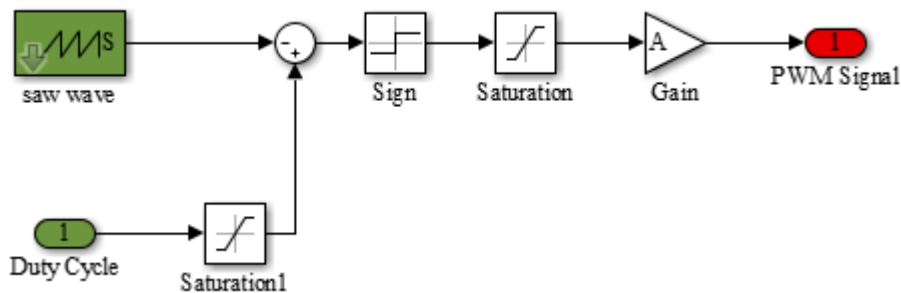 S
saw wave
-
+
Sign
Saturation
A
Gain
1
PWM Signal
1
Duty Cycle
Saturation1